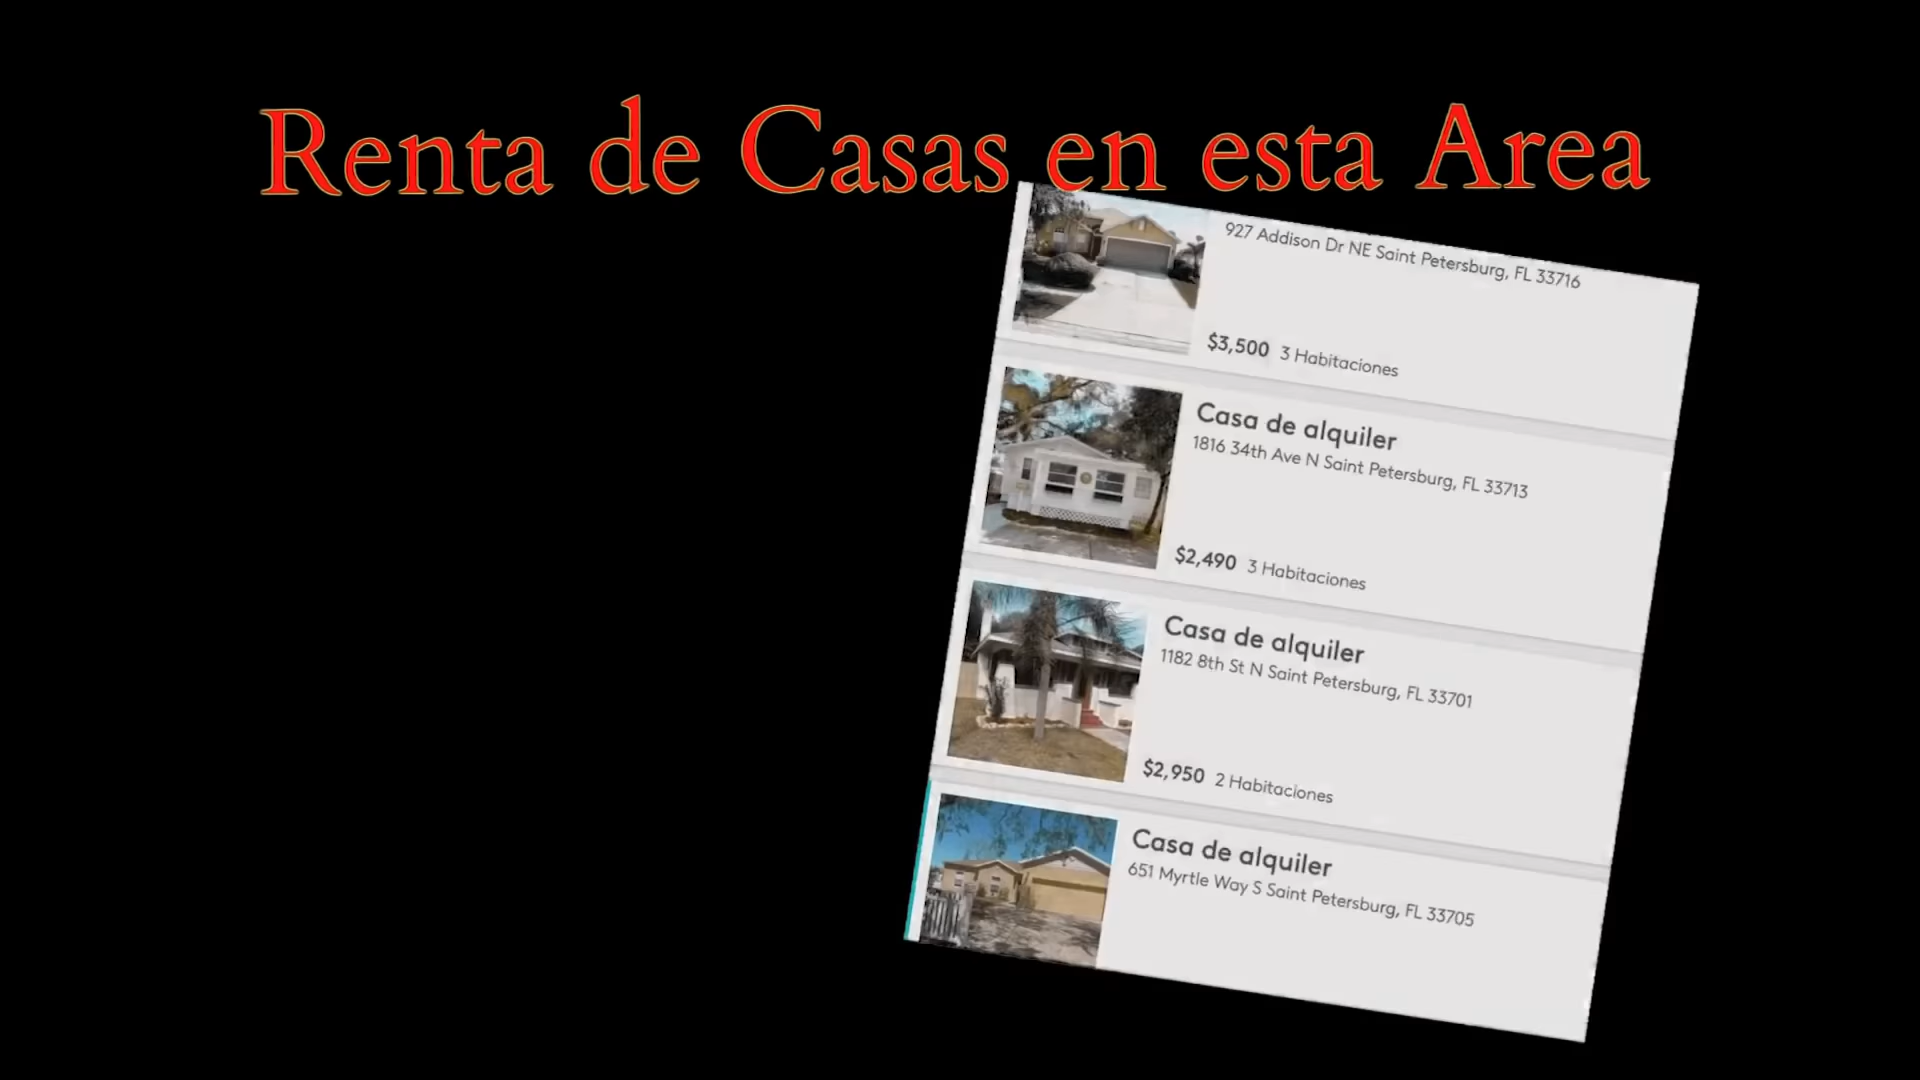 Renta de Casas en esta Area
927 Addison Dr NE Saint Petersburg, FL 33716
$3,500 3 Habitaciones
Casa de alquiler
1816 34th Ave N Saint Petersburg, FL 33713
$2,490 3 Habitaciones
Casa de alquiler
1182 8th St N Saint Petersburg, FL 33701
$2,950 2 Habitaciones
Casa de alquiler
651 Myrtle Way S Saint Petersburg, FL 33705